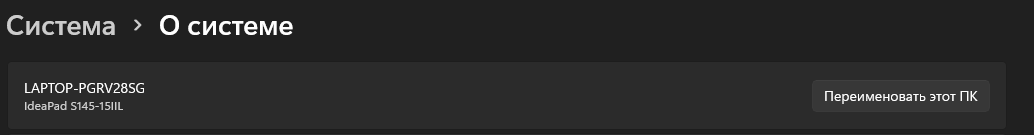 Система > О системе
LAPTOP-PGRV28SG
IdeaPad S145-15IIL
Переименовать этот ПК